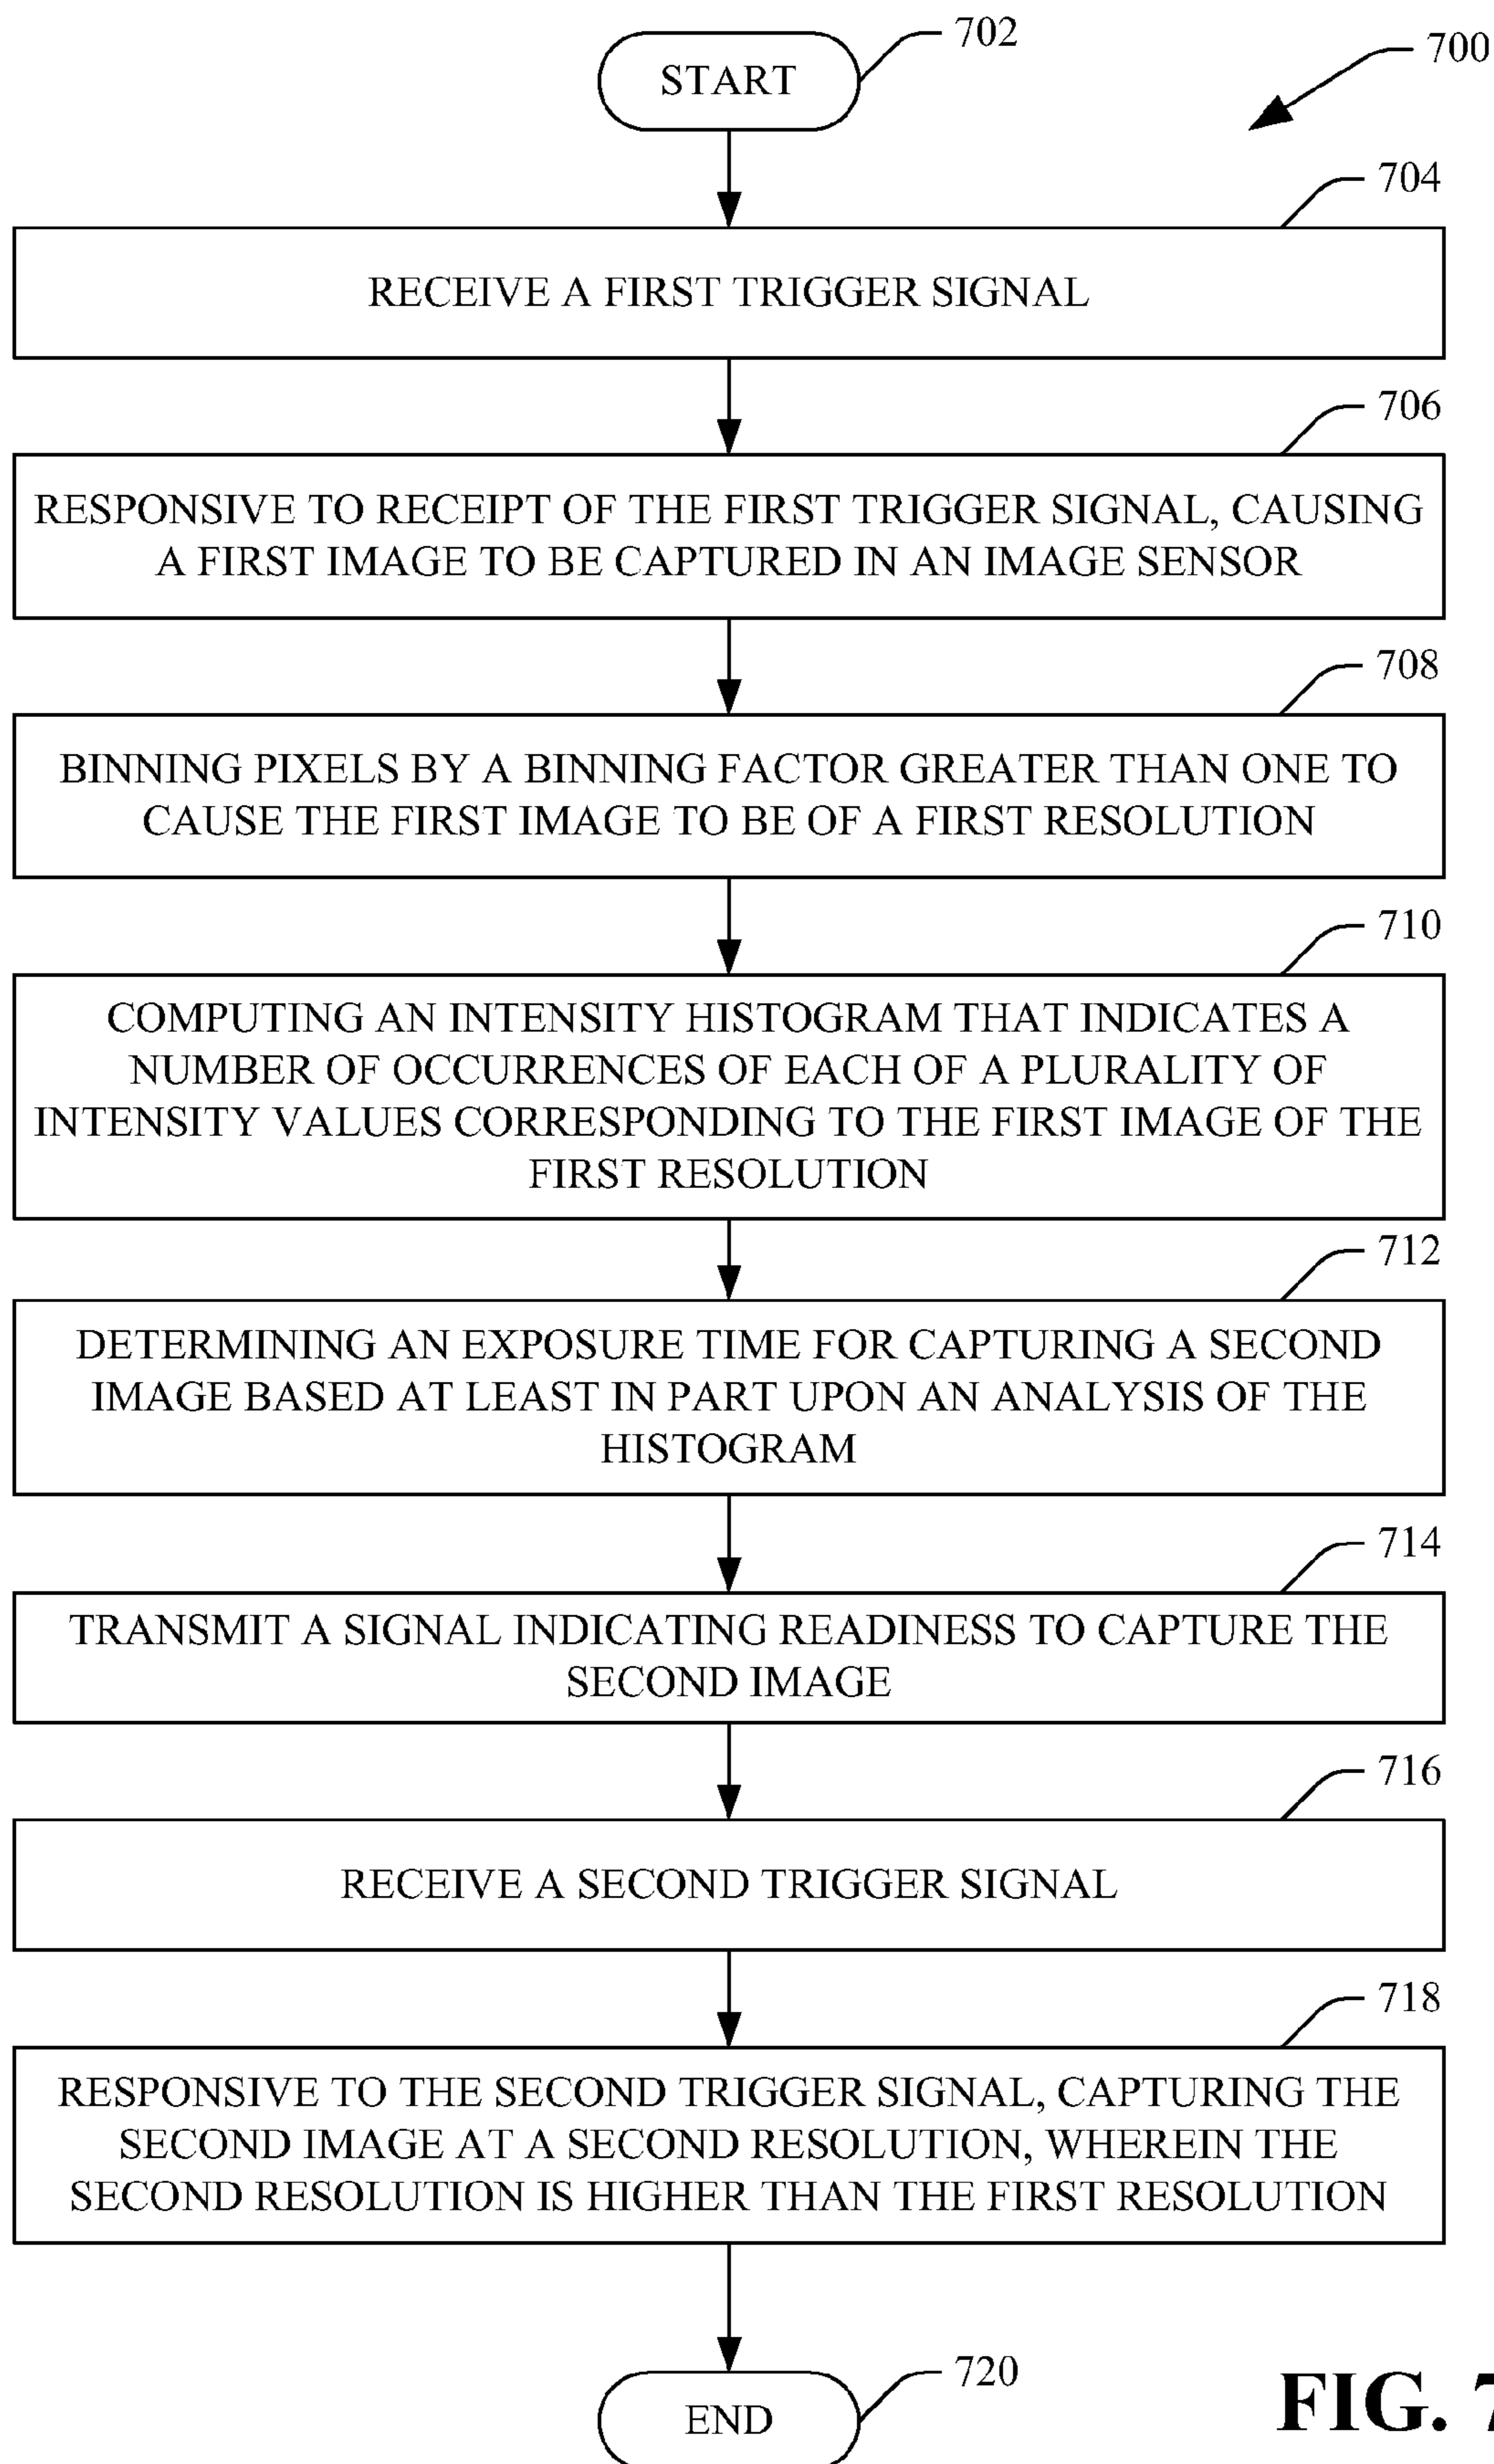 702
START
700
704
RECEIVE A FIRST TRIGGER SIGNAL
706
RESPONSIVE TO RECEIPT OF THE FIRST TRIGGER SIGNAL, CAUSING
A FIRST IMAGE TO BE CAPTURED IN AN IMAGE SENSOR
708
BINNING PIXELS BY A BINNING FACTOR GREATER THAN ONE TO
CAUSE THE FIRST IMAGE TO BE OF A FIRST RESOLUTION
710
COMPUTING AN INTENSITY HISTOGRAM THAT INDICATES A
NUMBER OF OCCURRENCES OF EACH OF A PLURALITY OF
INTENSITY VALUES CORRESPONDING TO THE FIRST IMAGE OF THE
FIRST RESOLUTION
712
DETERMINING AN EXPOSURE TIME FOR CAPTURING A SECOND
IMAGE BASED AT LEAST IN PART UPON AN ANALYSIS OF THE
HISTOGRAM
714
TRANSMIT A SIGNAL INDICATING READINESS TO CAPTURE THE
SECOND IMAGE
716
RECEIVE A SECOND TRIGGER SIGNAL
718
RESPONSIVE TO THE SECOND TRIGGER SIGNAL, CAPTURING THE
SECOND IMAGE AT A SECOND RESOLUTION, WHEREIN THE
SECOND RESOLUTION IS HIGHER THAN THE FIRST RESOLUTION
720
END
FIG. 7